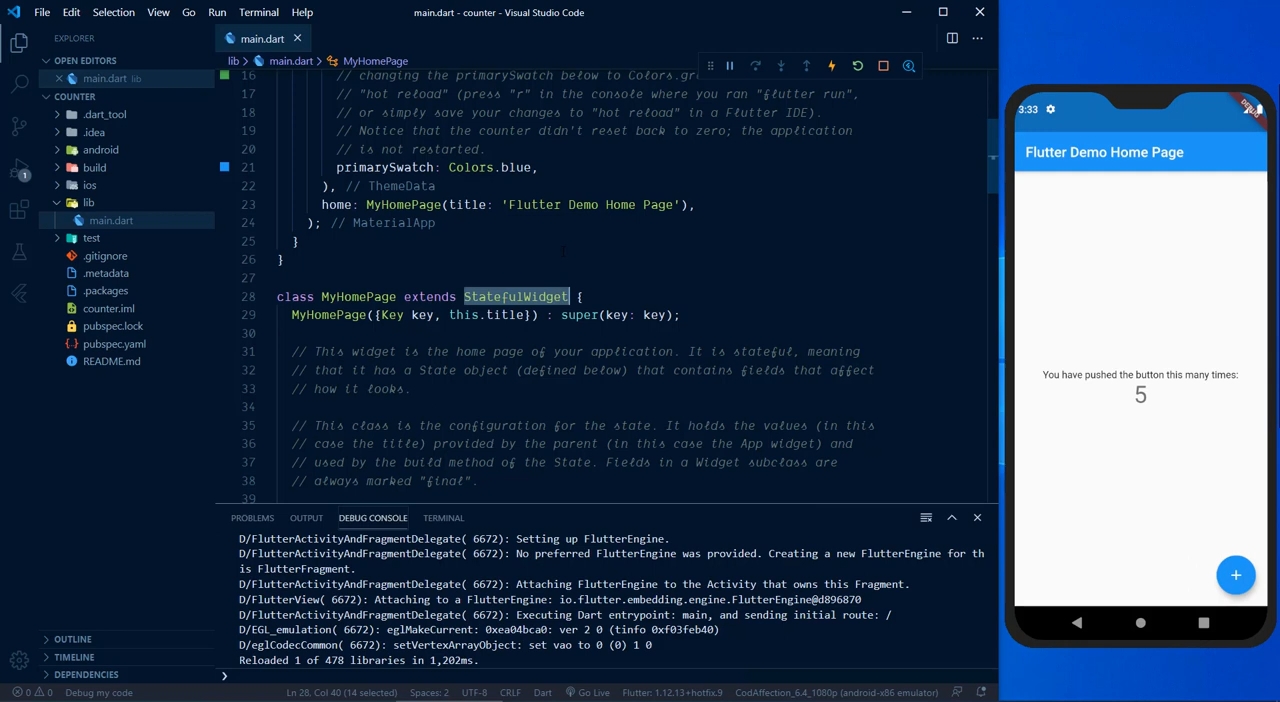 File Edit Selection View Go Run Terminal Help
main.dart - counter - Visual Studio Code
EXPLORER
OPEN EDITORS
main.dart lib
COUNTER
.dart_tool
.idea
android
build
ios
lib
main.dart
test
.gitignore
.metadata
.packages
counter.iml
pubspec.lock
pubspec.yaml
README.md
OUTLINE
TIMELINE
DEPENDENCIES
1
main.dart
lib > main.dart > MyHomePage
16 // changing the primarySwatch below to Colors.gr
17 // "hot reload" (press "r" in the console where you ran "flutter run",
18 // or simply save your changes to "hot reload" in a Flutter IDE).
19 // Notice that the counter didn't reset back to zero; the application
20 // is not restarted.
21 primarySwatch: Colors.blue,
22 ), // ThemeData
23 home: MyHomePage(title: 'Flutter Demo Home Page'),
24 ); // MaterialApp
25 }
26 }
27
28 class MyHomePage extends StatefulWidget {
29 MyHomePage({Key key, this.title}) : super(key: key);
30
31 // This widget is the home page of your application. It is stateful, meaning
32 // that it has a State object (defined below) that contains fields that affect
33 // how it looks.
34
35 // This class is the configuration for the state. It holds the values (in this
36 // case the title) provided by the parent (in this case the App widget) and
37 // used by the build method of the State. Fields in a Widget subclass are
38 // always marked "final".
39
PROBLEMS OUTPUT DEBUG CONSOLE TERMINAL
D/FlutterActivityAndFragmentDelegate( 6672): Setting up FlutterEngine.
D/FlutterActivityAndFragmentDelegate( 6672): No preferred FlutterEngine was provided. Creating a new FlutterEngine for th
is FlutterFragment.
D/FlutterActivityAndFragmentDelegate( 6672): Attaching FlutterEngine to the Activity that owns this Fragment.
D/FlutterView( 6672): Attaching to a FlutterEngine: io.flutter.embedding.engine.FlutterEngine@d896870
D/FlutterActivityAndFragmentDelegate( 6672): Executing Dart entrypoint: main, and sending initial route: /
D/EGL_emulation( 6672): eglMakeCurrent: 0xea04bca0: ver 2 0 (tinfo 0xf03feb40)
D/eglCodecCommon( 6672): setVertexArrayObject: set vao to 0 (0) 1 0
Reloaded 1 of 478 libraries in 1,202ms.
>
0 0 Debug my code Ln 28, Col 40 (14 selected) Spaces: 2 UTF-8 CRLF Dart Go Live Flutter: 1.12.13+hotfix.9 CodAffection_6.4_1080p (android-x86 emulator)
3:33
DEBUG
Flutter Demo Home Page
You have pushed the button this many times:
5
+